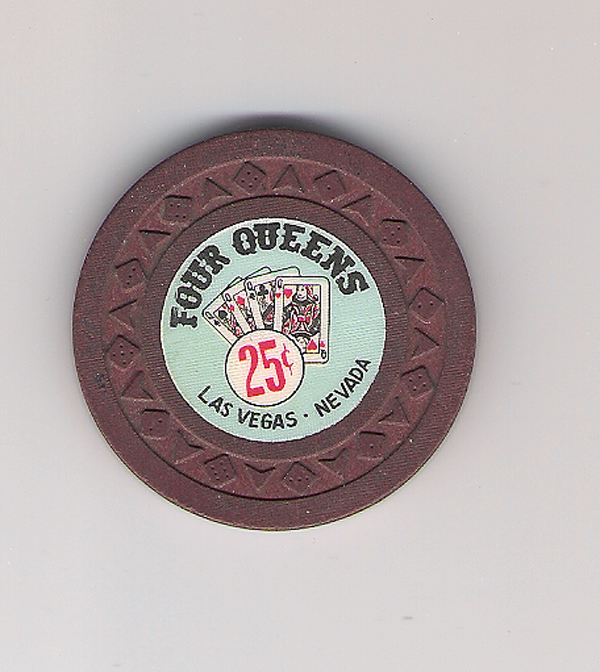 FOUR QUEENS
25¢
LAS VEGAS · NEVADA